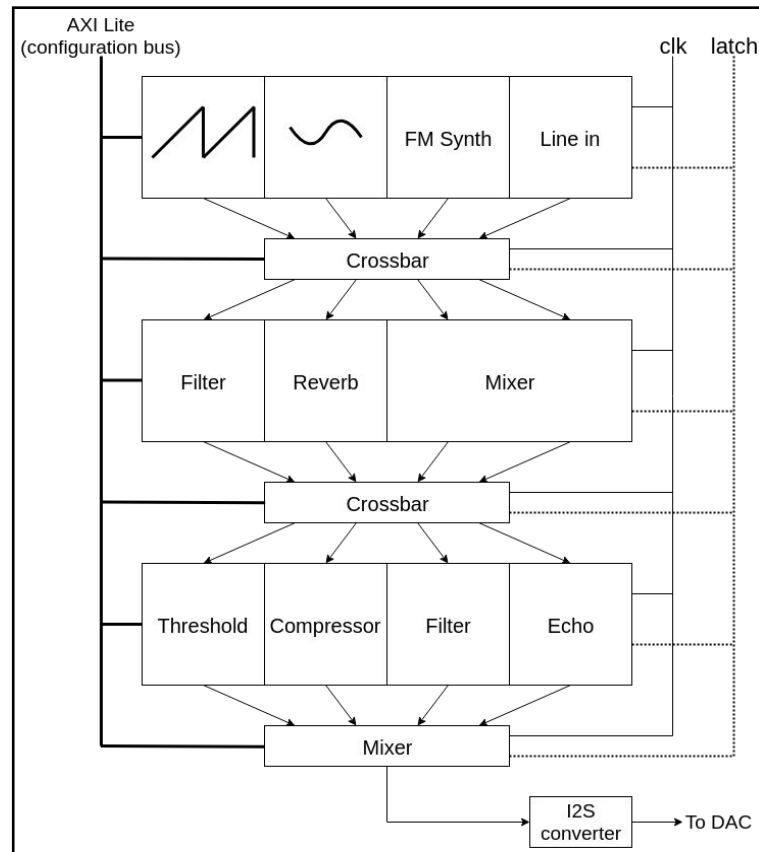 AXI Lite
(configuration bus)
clk
latch
FM Synth
Line in
Crossbar
Filter
Reverb
Mixer
Crossbar
Threshold
Compressor
Filter
Echo
Mixer
I2S
converter
To DAC